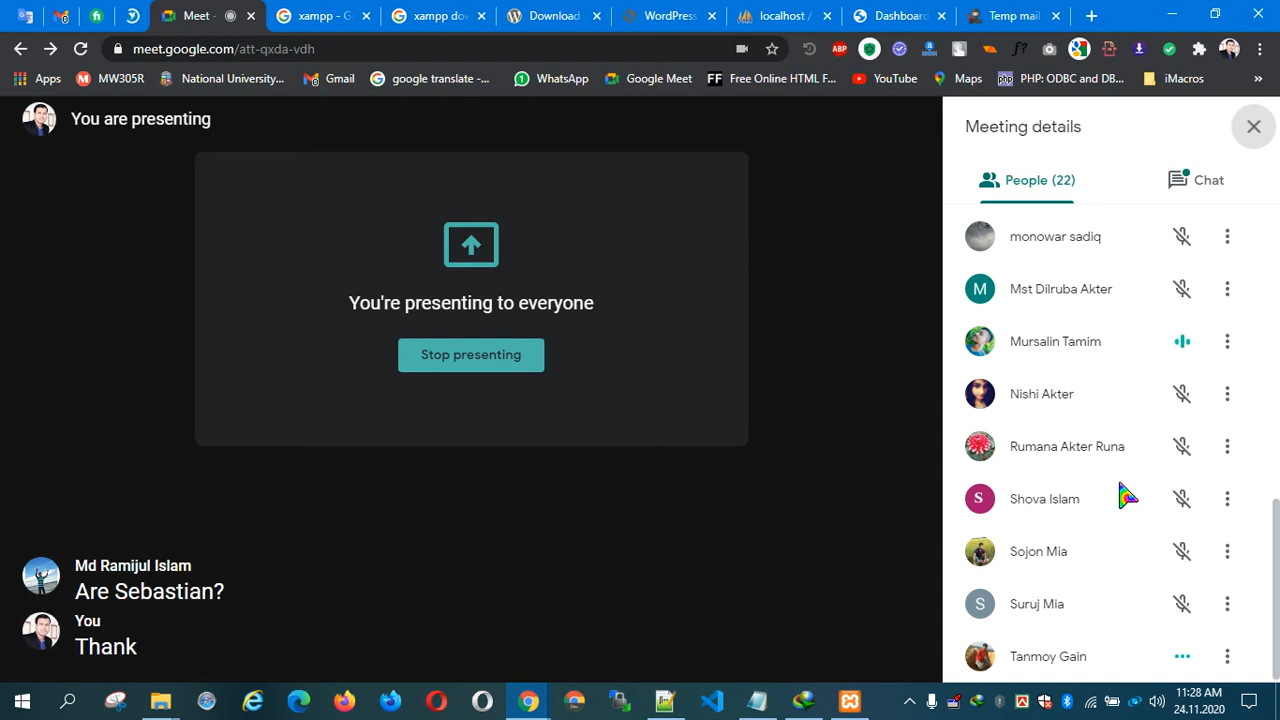 Meet -
xampp - G
xampp dow
Download
WordPress
localhost /
Dashboard
Temp mail
meet.google.com/att-qxda-vdh
ABP
f?
Apps
MW305R
National University...
Gmail
google translate -...
WhatsApp
Google Meet
FF Free Online HTML F...
YouTube
Maps
php PHP: ODBC and DB...
iMacros
You are presenting
You're presenting to everyone
Stop presenting
Md Ramijul Islam
Are Sebastian?
You
Thank
Meeting details
People (22)
Chat
monowar sadiq
M Mst Dilruba Akter
Mursalin Tamim
Nishi Akter
Rumana Akter Runa
S Shova Islam
Sojon Mia
S Suruj Mia
Tanmoy Gain
11:28 AM
24.11.2020